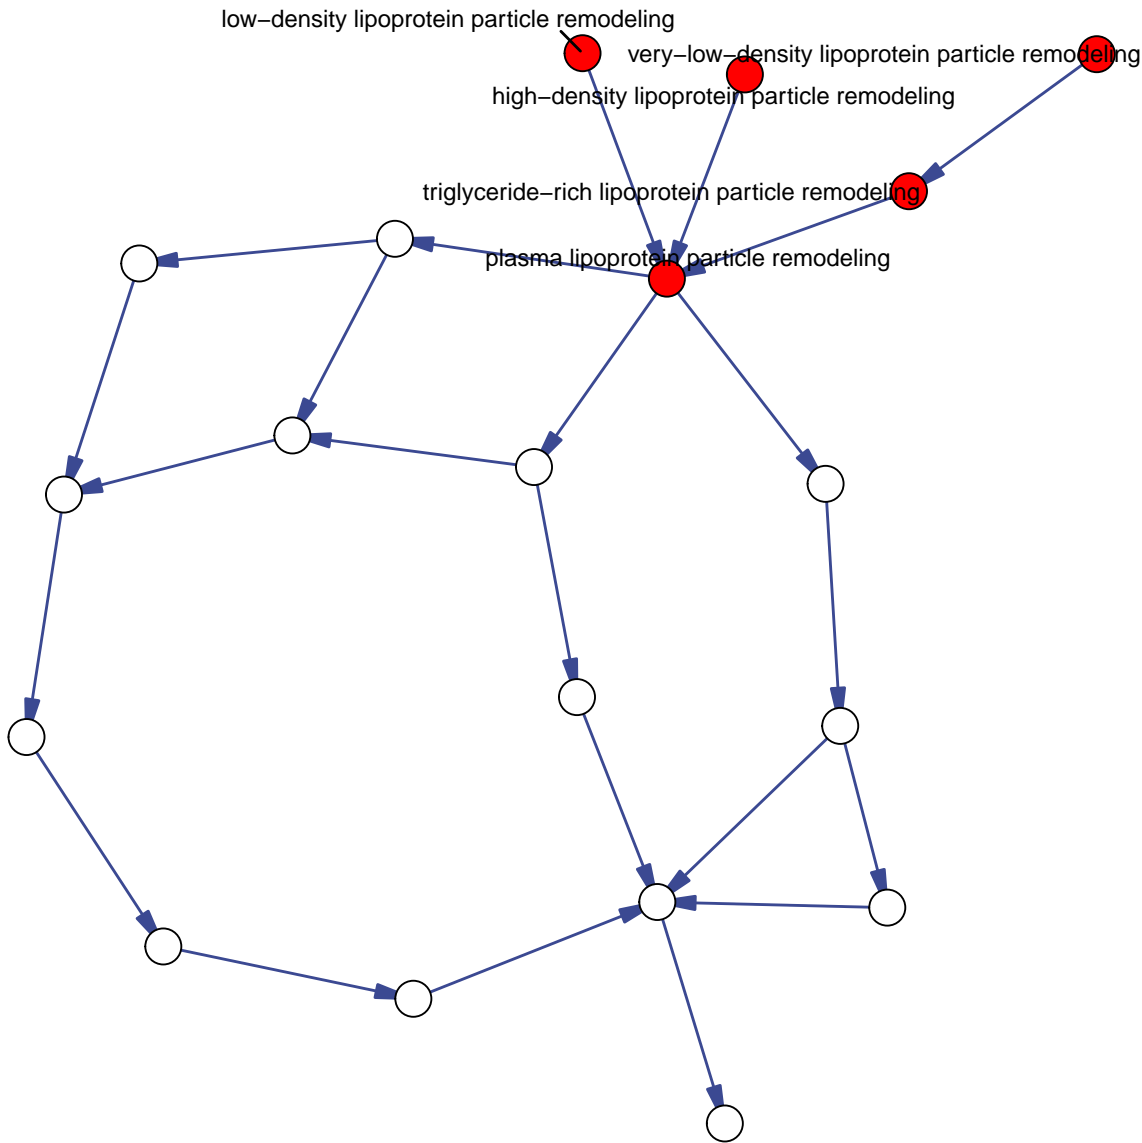 low−density lipoprotein particle remodeling
very−low−density lipoprotein particle remodeling
high−density lipoprotein particle remodeling
triglyceride−rich lipoprotein particle remodeling
plasma lipoprotein particle remodeling